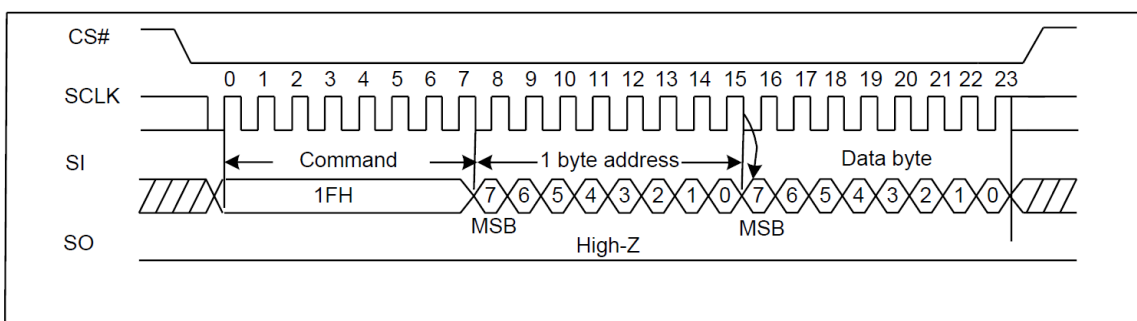 CS#
0 1 2 3 4 5 6 7 8 9 10 11 12 13 14 15 16 17 18 19 20 21 22 23
SCLK
SI
Command 1 byte address Data byte
1FH 7 6 5 4 3 2 1 0 7 6 5 4 3 2 1 0
MSB MSB
SO High-Z